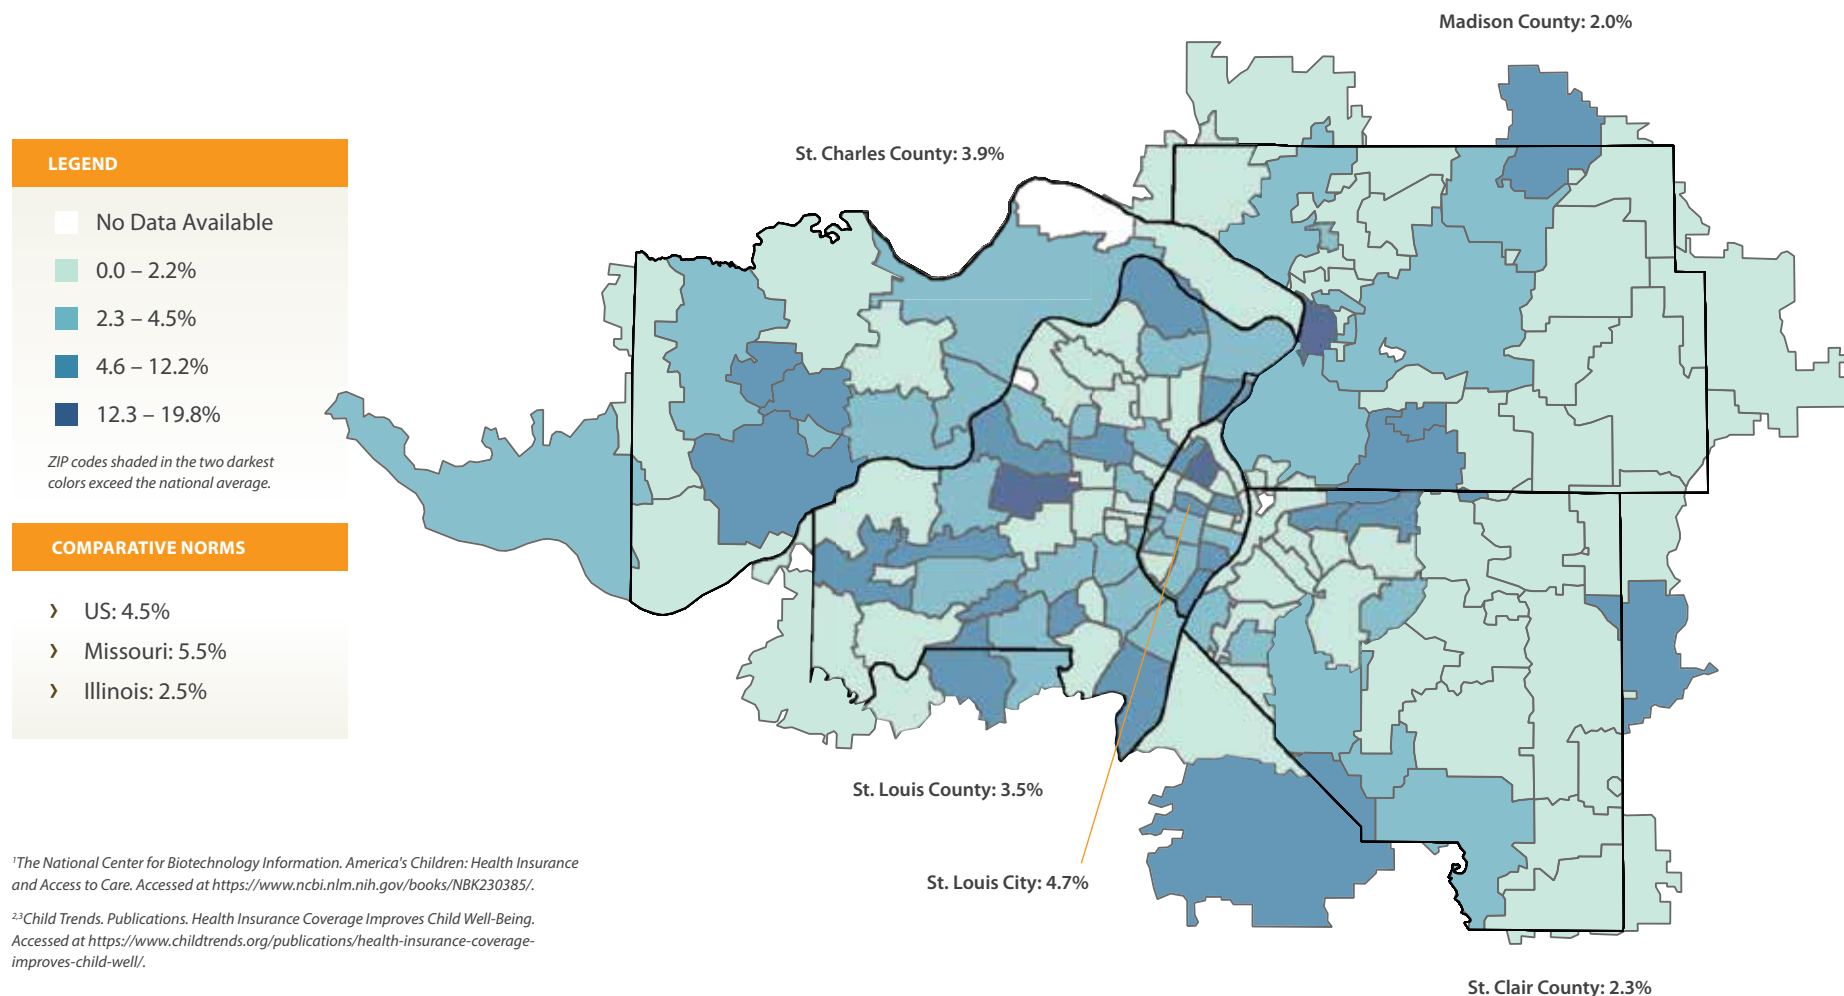 Madison County: 2.0%
St. Charles County: 3.9%
LEGEND
No Data Available
0.0 – 2.2%
2.3 – 4.5%
4.6 – 12.2%
12.3 – 19.8%
ZIP codes shaded in the two darkest
colors exceed the national average.
COMPARATIVE NORMS
› US: 4.5%
› Missouri: 5.5%
› Illinois: 2.5%
St. Louis County: 3.5%
St. Louis City: 4.7%
¹The National Center for Biotechnology Information. America's Children: Health Insurance
and Access to Care. Accessed at https://www.ncbi.nlm.nih.gov/books/NBK230385/.
²,³Child Trends. Publications. Health Insurance Coverage Improves Child Well-Being.
Accessed at https://www.childtrends.org/publications/health-insurance-coverage-
improves-child-well/.
St. Clair County: 2.3%